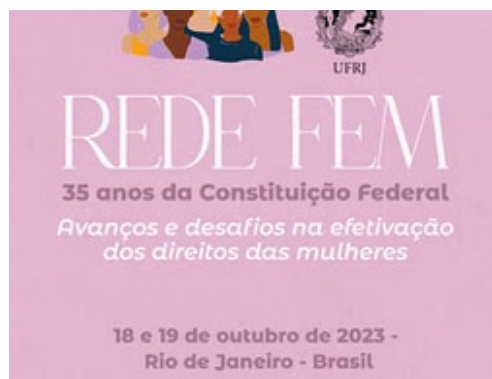 UFRJ
REDE FEM
35 anos da Constituição Federal
Avanços e desafios na efetivação
dos direitos das mulheres
18 e 19 de outubro de 2023 -
Rio de Janeiro - Brasil